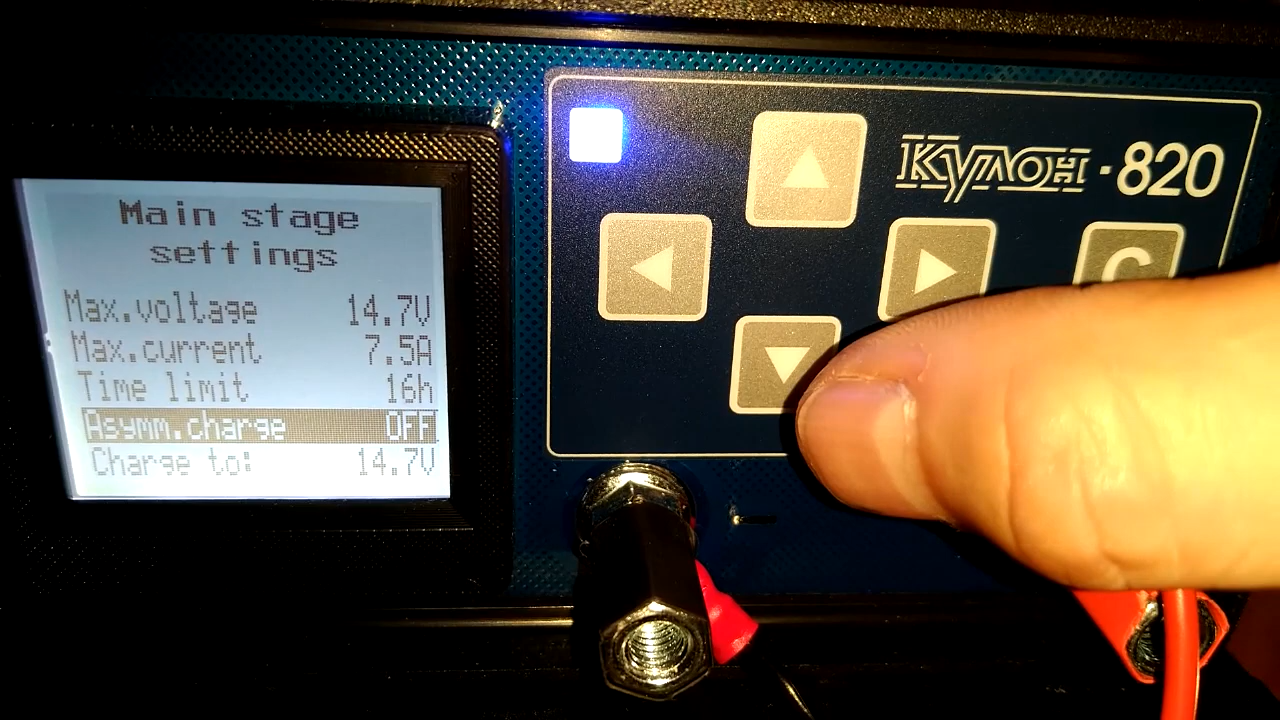 Main stage
settings
Max.voltage 14.7V
Max.current 7.5A
Time limit 16h
Asymm.charge OFF
Charge to: 14.7V
КУЛОН-820
C